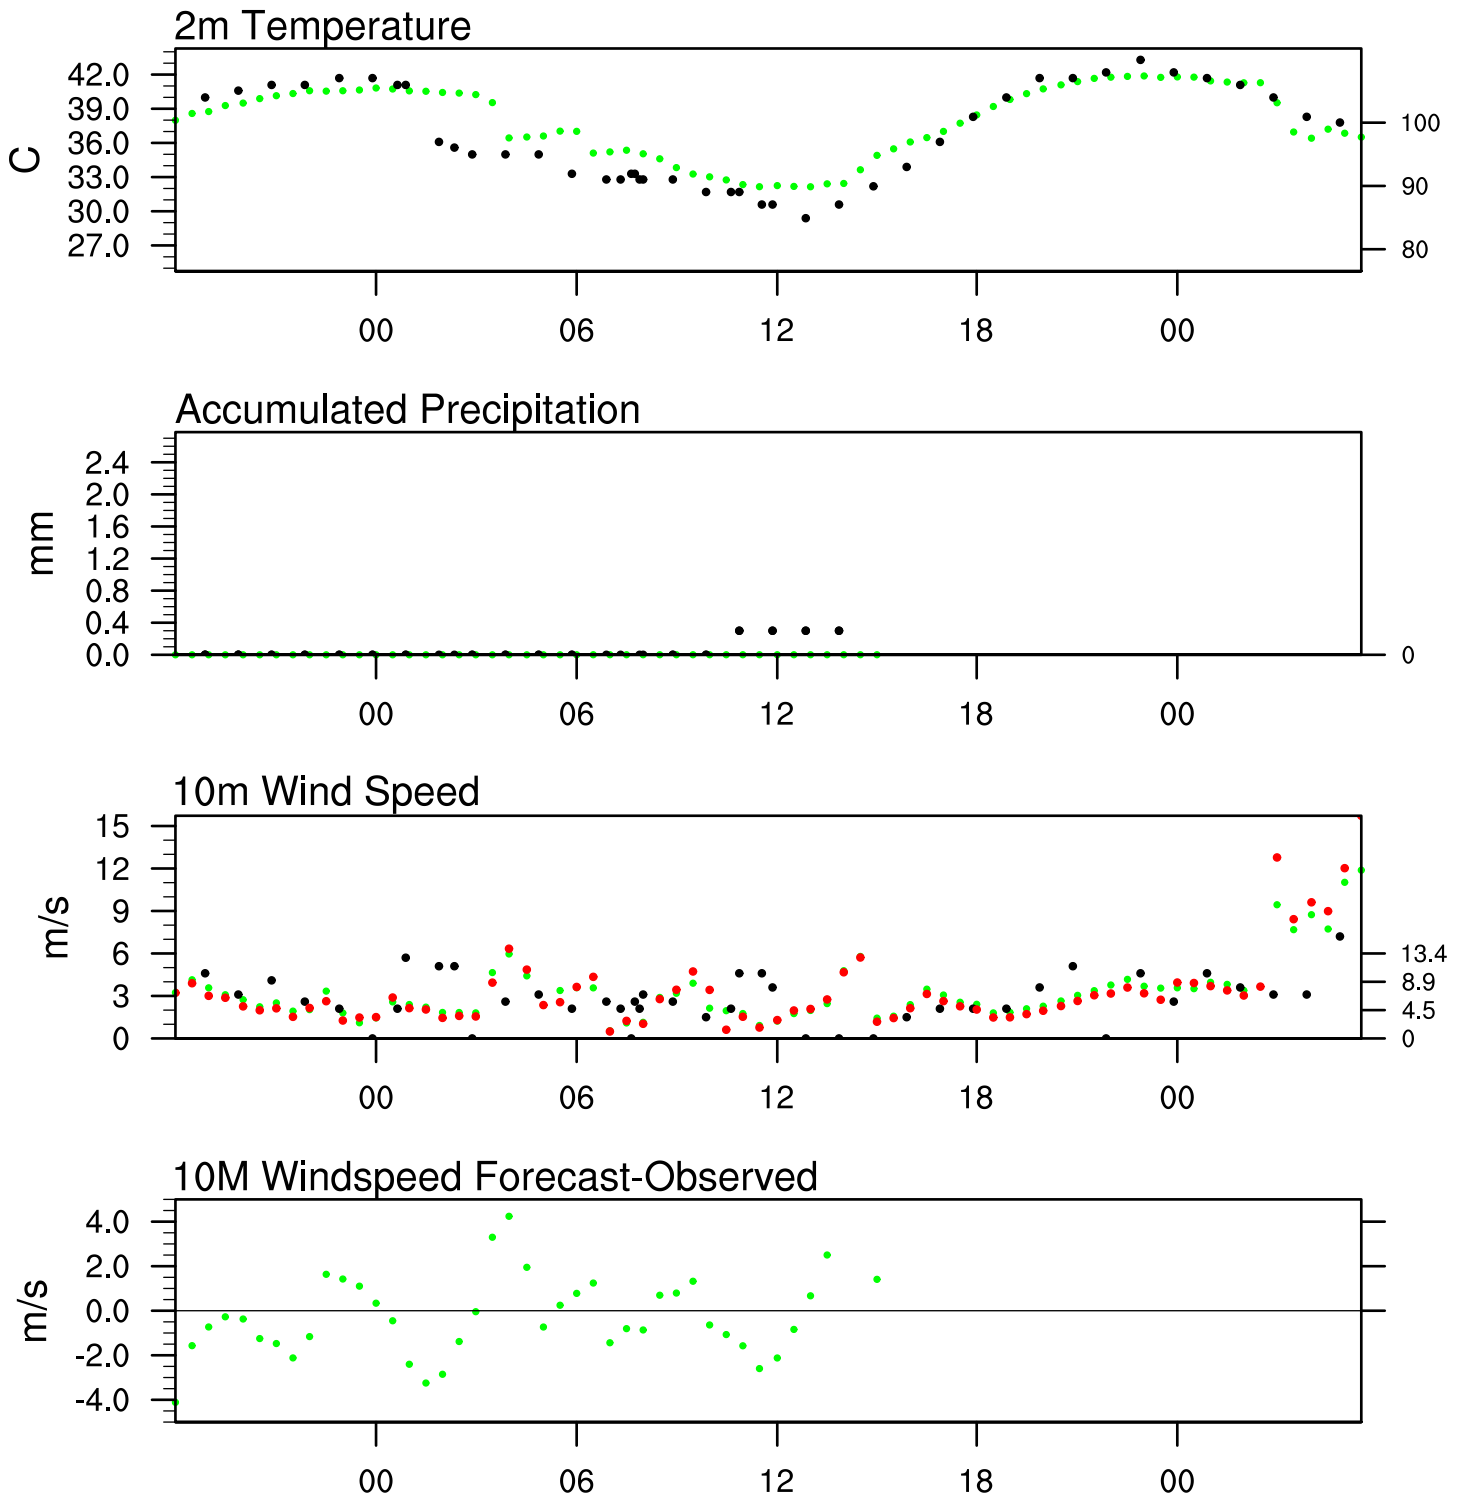 2m Temperature
42.0
39.0
36.0
33.0
30.0
27.0
C
100
90
80
00 06 12 18 00
Accumulated Precipitation
2.4
2.0
1.6
1.2
0.8
0.4
0.0
mm
0
00 06 12 18 00
10m Wind Speed
15
12
9
6
3
0
m/s
13.4
8.9
4.5
0
00 06 12 18 00
10M Windspeed Forecast-Observed
4.0
2.0
0.0
-2.0
-4.0
m/s
00 06 12 18 00